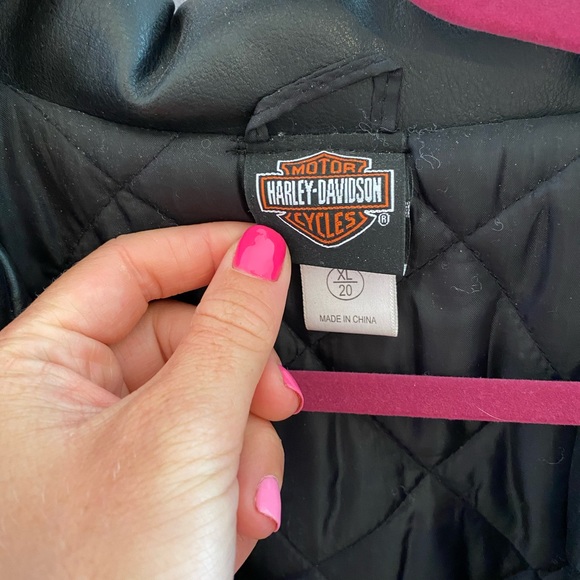 MOTOR
HARLEY-DAVIDSON
CYCLES
®
XL
20
MADE IN CHINA